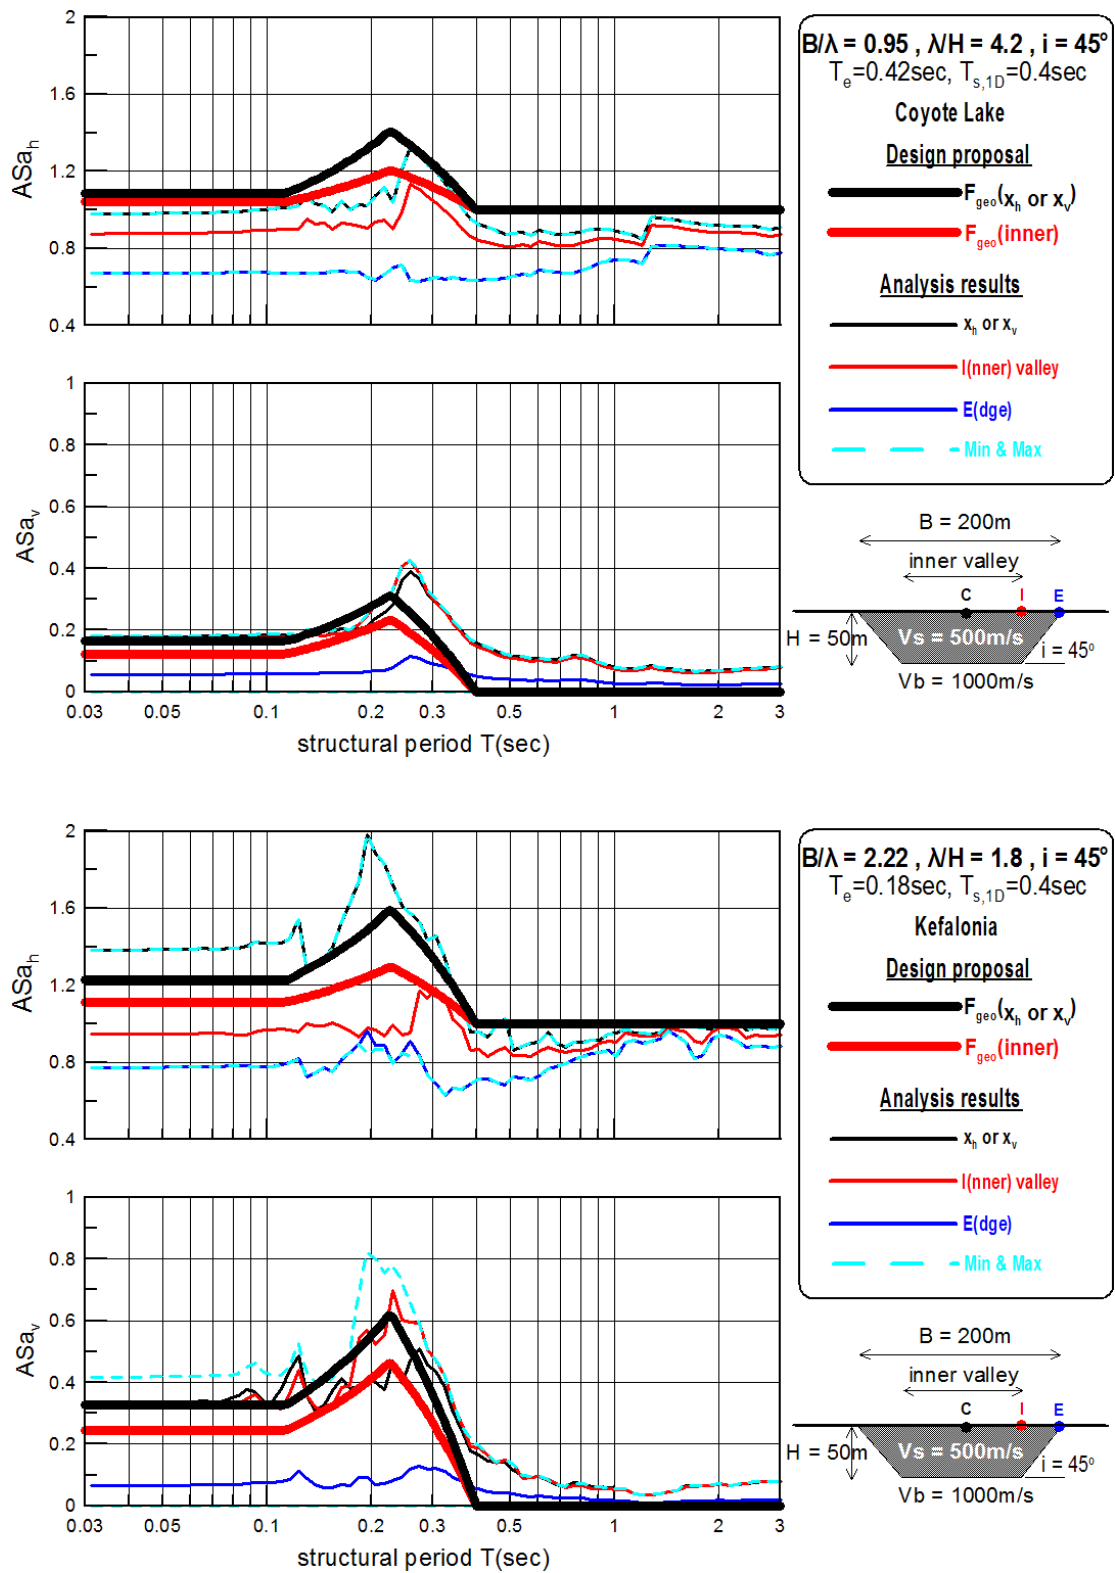 2
1.6
1.2
0.8
0.4
ASa_h
1
0.8
0.6
0.4
0.2
0
ASa_v
0.03 0.05 0.1 0.2 0.3 0.5 1 2 3
structural period T(sec)
B/λ = 0.95 , λ/H = 4.2 , i = 45°
T_e=0.42sec, T_s,1D=0.4sec
Coyote Lake
Design proposal
F_geo(x_h or x_v)
F_geo(inner)
Analysis results
x_h or x_v
I(nner) valley
E(dge)
Min & Max
B = 200m
inner valley
C I E
H = 50m Vs = 500m/s i = 45°
Vb = 1000m/s
2
1.6
1.2
0.8
0.4
ASa_h
1
0.8
0.6
0.4
0.2
0
ASa_v
0.03 0.05 0.1 0.2 0.3 0.5 1 2 3
structural period T(sec)
B/λ = 2.22 , λ/H = 1.8 , i = 45°
T_e=0.18sec, T_s,1D=0.4sec
Kefalonia
Design proposal
F_geo(x_h or x_v)
F_geo(inner)
Analysis results
x_h or x_v
I(nner) valley
E(dge)
Min & Max
B = 200m
inner valley
C I E
H = 50m Vs = 500m/s i = 45°
Vb = 1000m/s